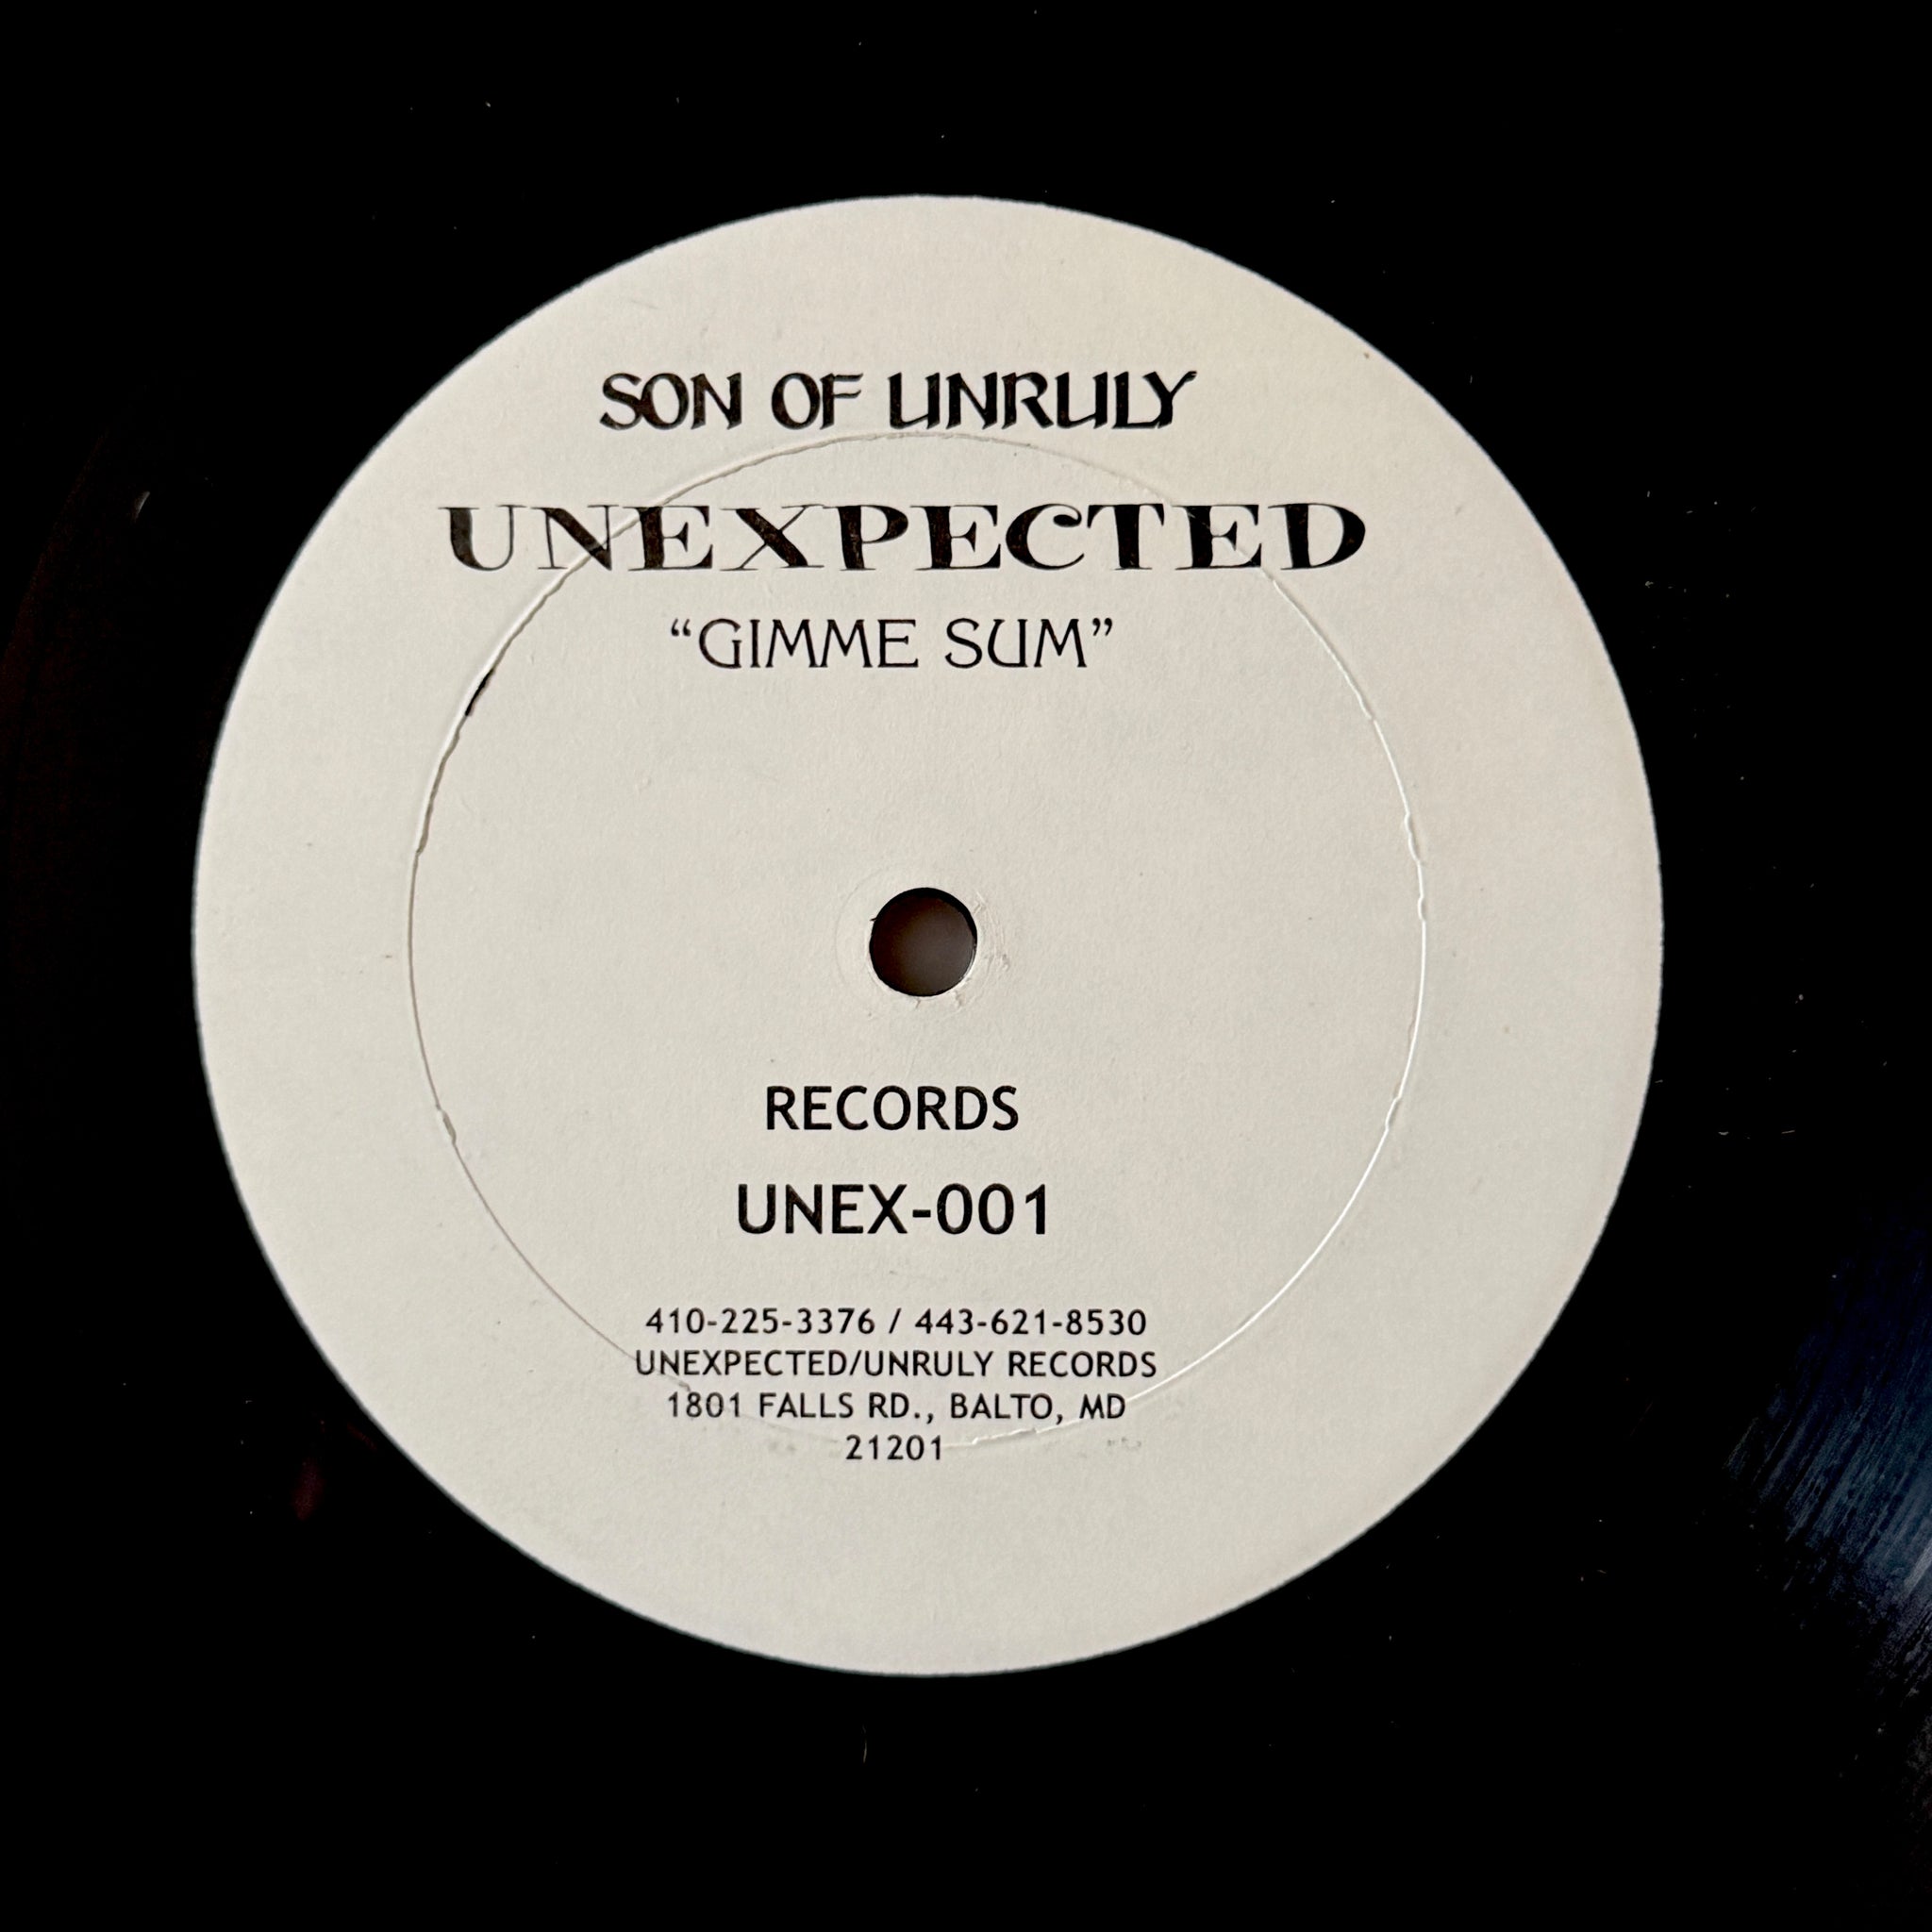 SON OF UNRULY
UNEXPECTED
“GIMME SUM”
RECORDS
UNEX-001
410-225-3376 / 443-621-8530
UNEXPECTED/UNRULY RECORDS
1801 FALLS RD., BALTO, MD
21201